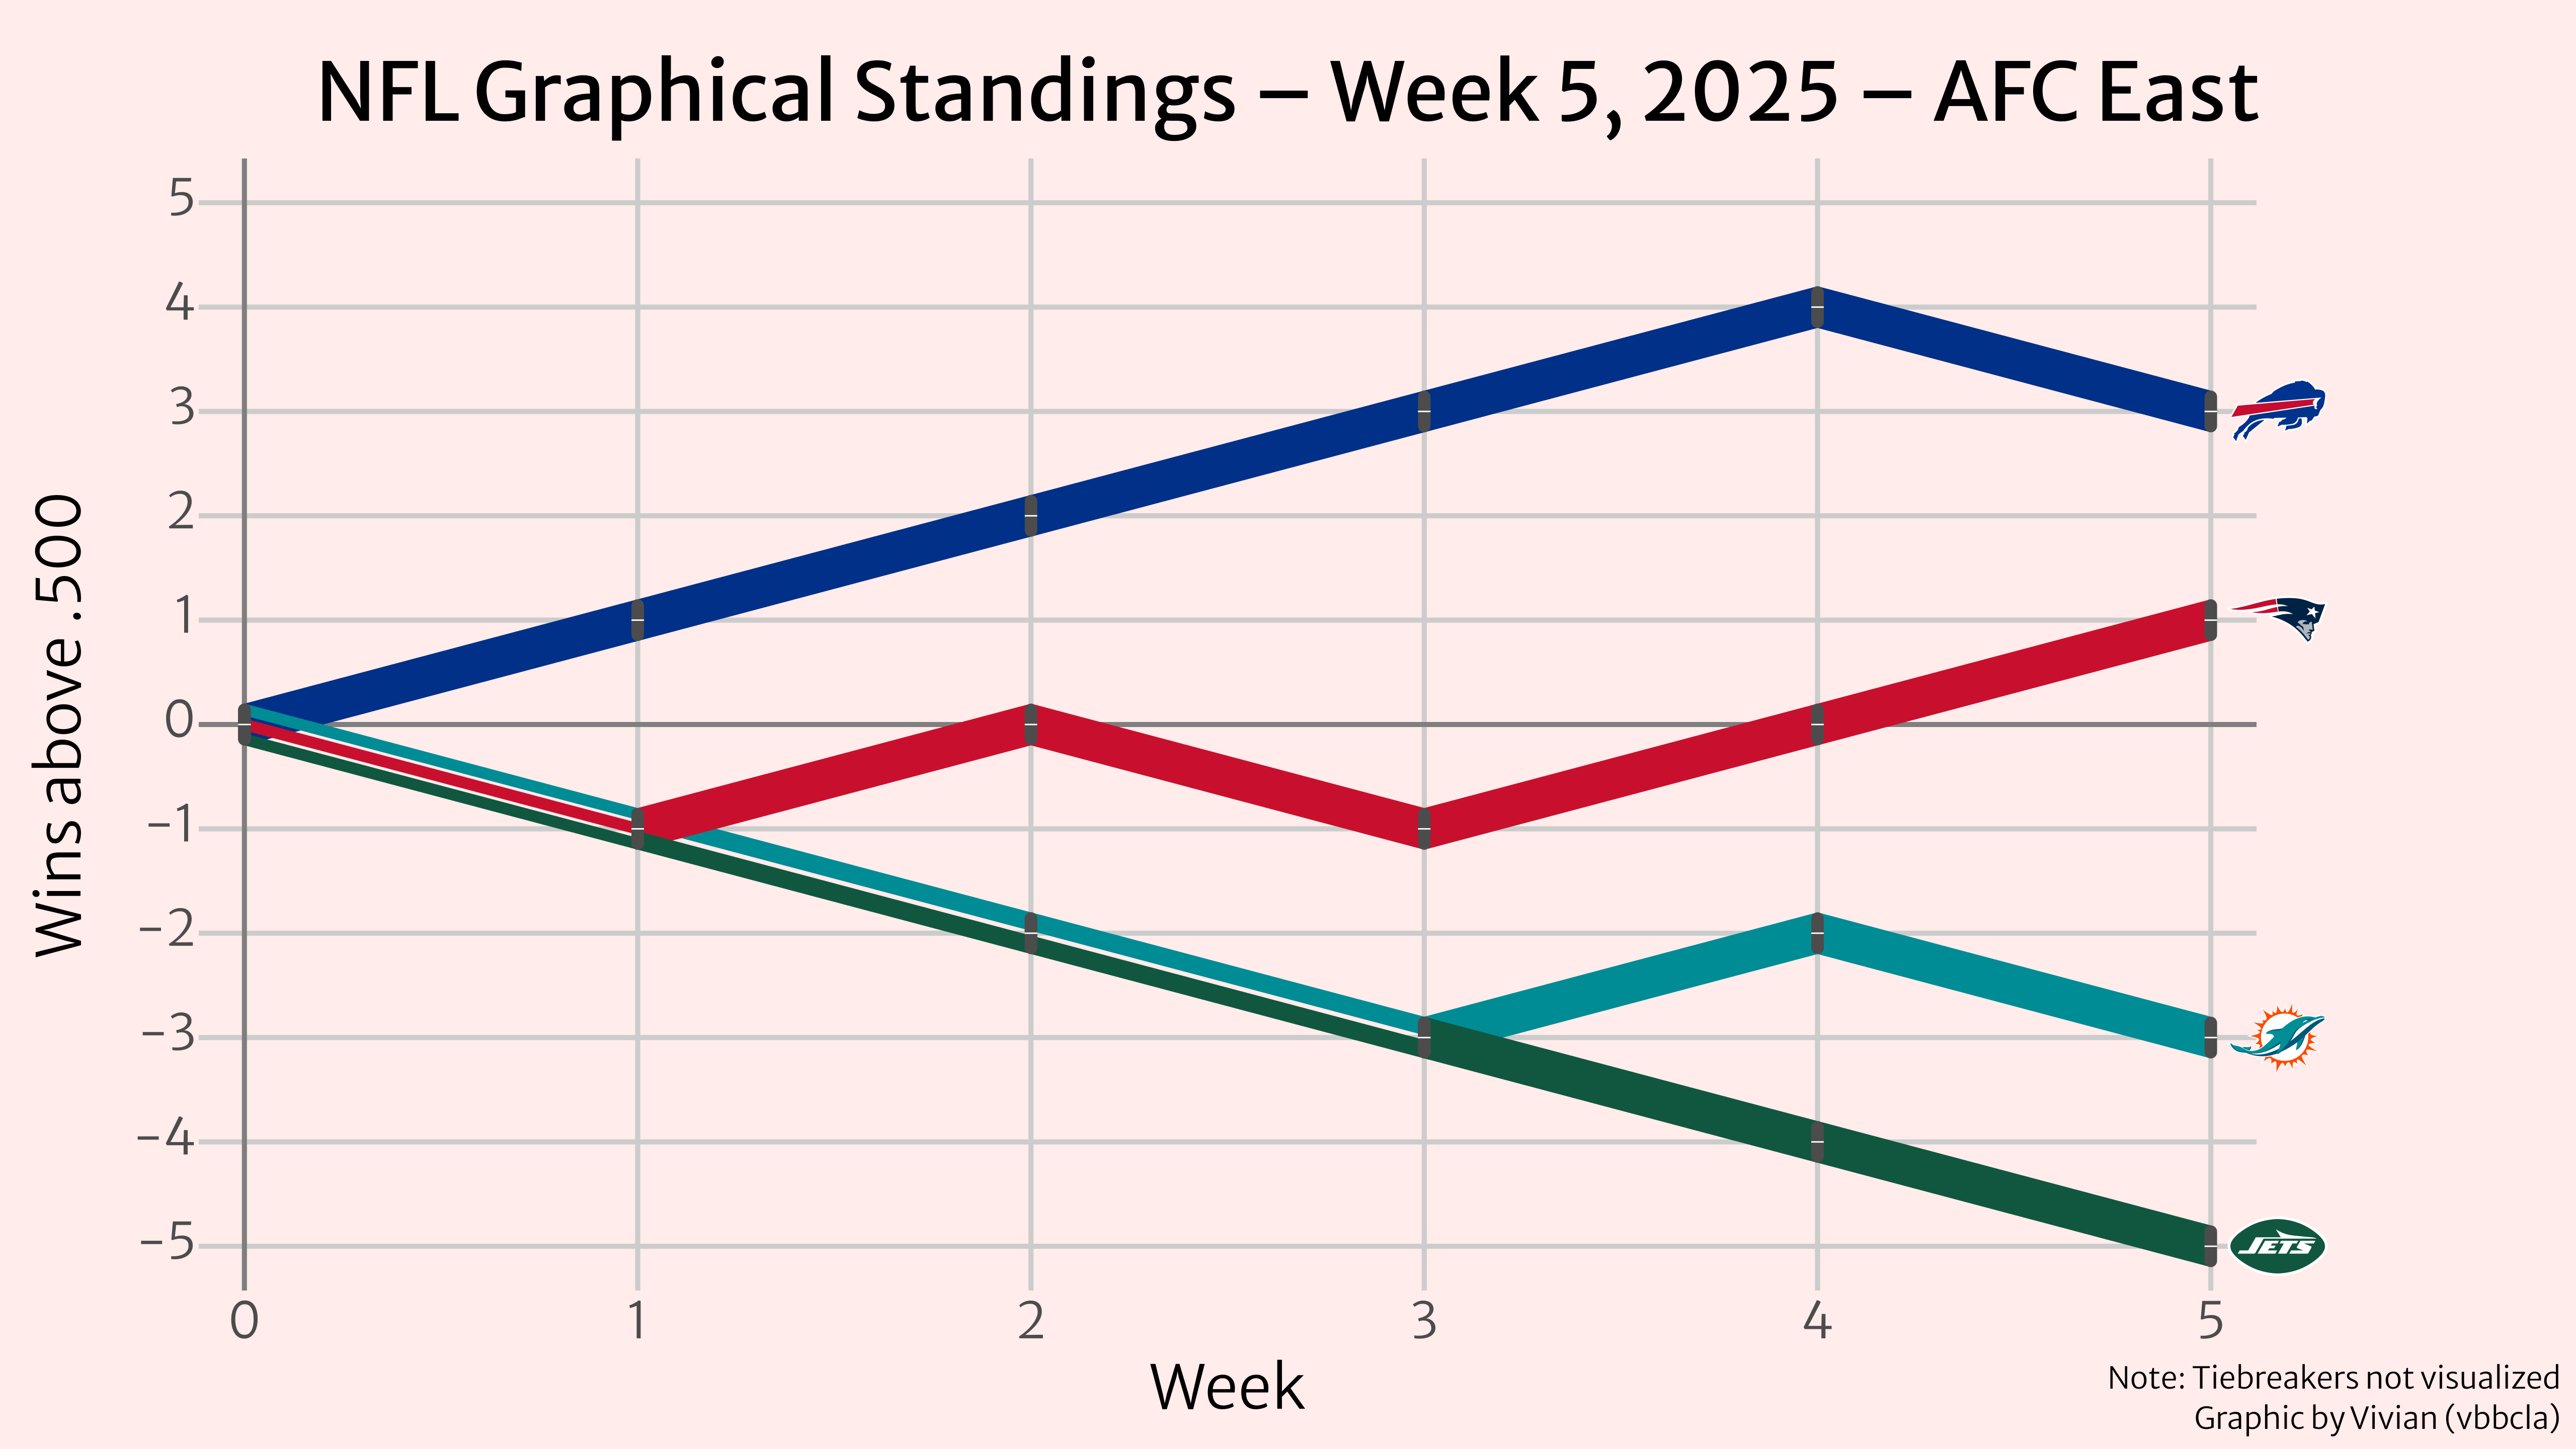 NFL Graphical Standings – Week 5, 2025 – AFC East
Wins above .500
5
4
3
2
1
0
−1
−2
−3
−4
−5
0 1 2 3 4 5
Week
JETS
Note: Tiebreakers not visualized
Graphic by Vivian (vbbcla)